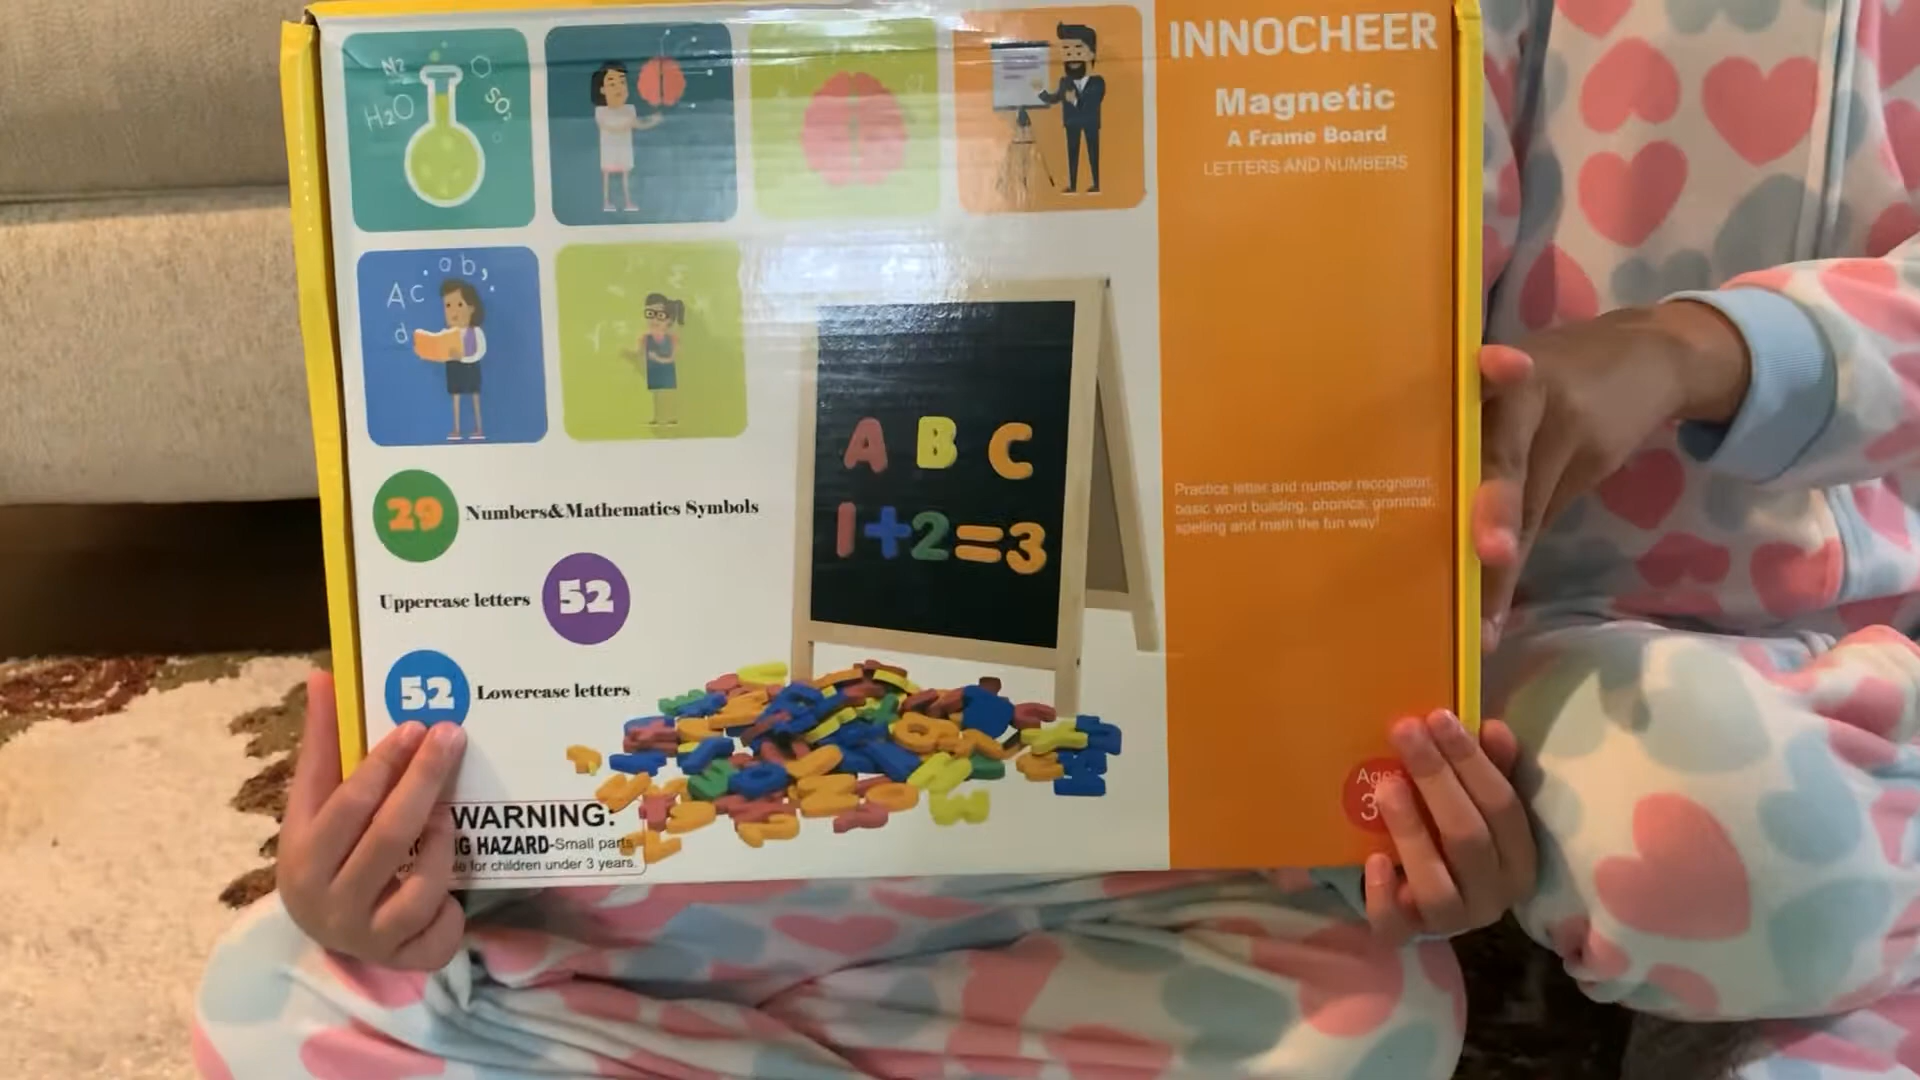 N2
H2O
SO
INNOCHEER
Magnetic
A Frame Board
LETTERS AND NUMBERS
. a b ,
A c
d
A B C
1+2=3
29 Numbers&Mathematics Symbols
Uppercase letters 52
52 Lowercase letters
Practice letter and number recognition,
basic word building, phonics, grammar,
spelling and math the fun way!
WARNING:
HAZARD-Small parts
for children under 3 years.
Ages
3